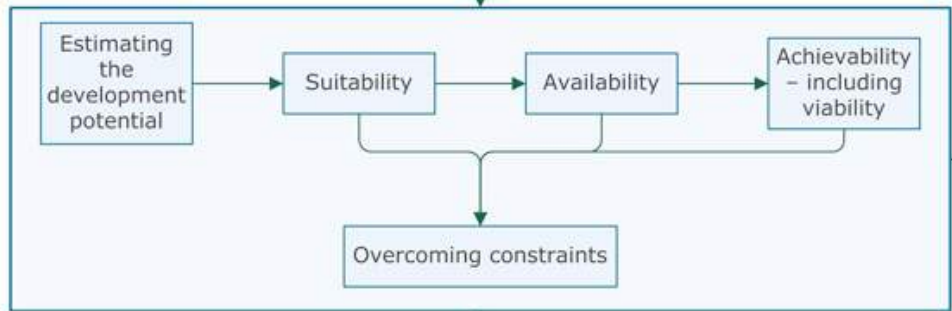 Estimating
the
development
potential
Suitability
Availability
Achievability
– including
viability
Overcoming constraints